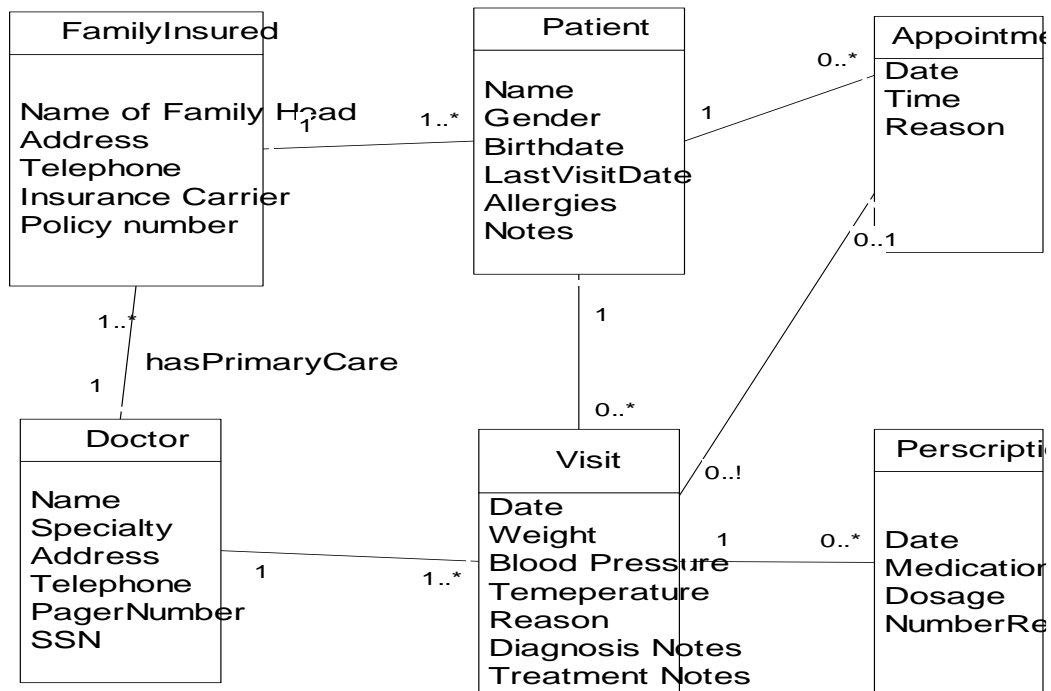 FamilyInsured
Name of Family Head
Address
Telephone
Insurance Carrier
Policy number
1
1..*
Patient
Name
Gender
Birthdate
LastVisitDate
Allergies
Notes
1
0..*
Appointme
Date
Time
Reason
0..1
1..*
hasPrimaryCare
1
1
0..*
Doctor
Name
Specialty
Address
Telephone
PagerNumber
SSN
1
1..*
Visit
Date
Weight
Blood Pressure
Temeperature
Reason
Diagnosis Notes
Treatment Notes
0..!
1
0..*
Perscripti
Date
Medication
Dosage
NumberRe